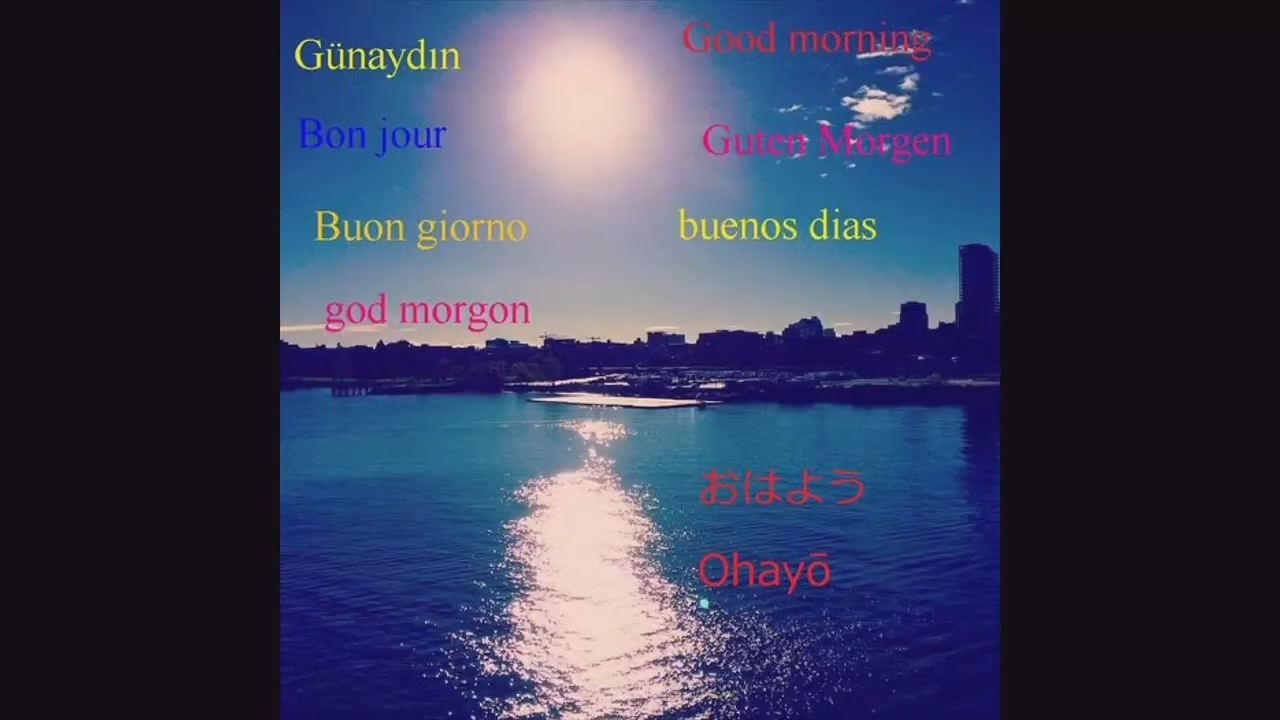 Günaydın
Good morning
Bon jour
Guten Morgen
Buon giorno
buenos dias
god morgon
おはよう
Ohayō